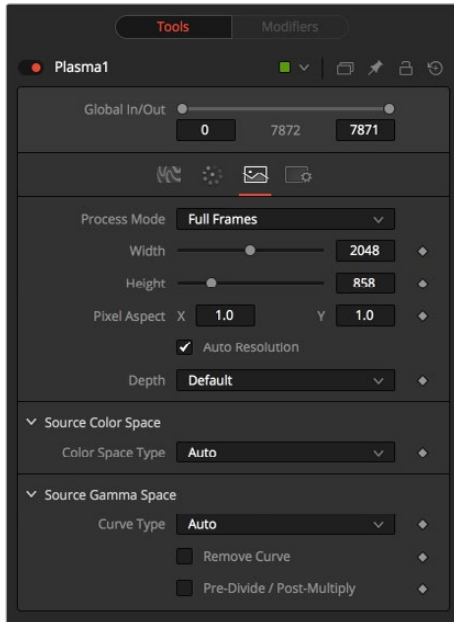 Tools Modifiers
Plasma1
Global In/Out
0 7872 7871
Process Mode Full Frames
Width 2048
Height 858
Pixel Aspect X 1.0 Y 1.0
Auto Resolution
Depth Default
Source Color Space
Color Space Type Auto
Source Gamma Space
Curve Type Auto
Remove Curve
Pre-Divide / Post-Multiply